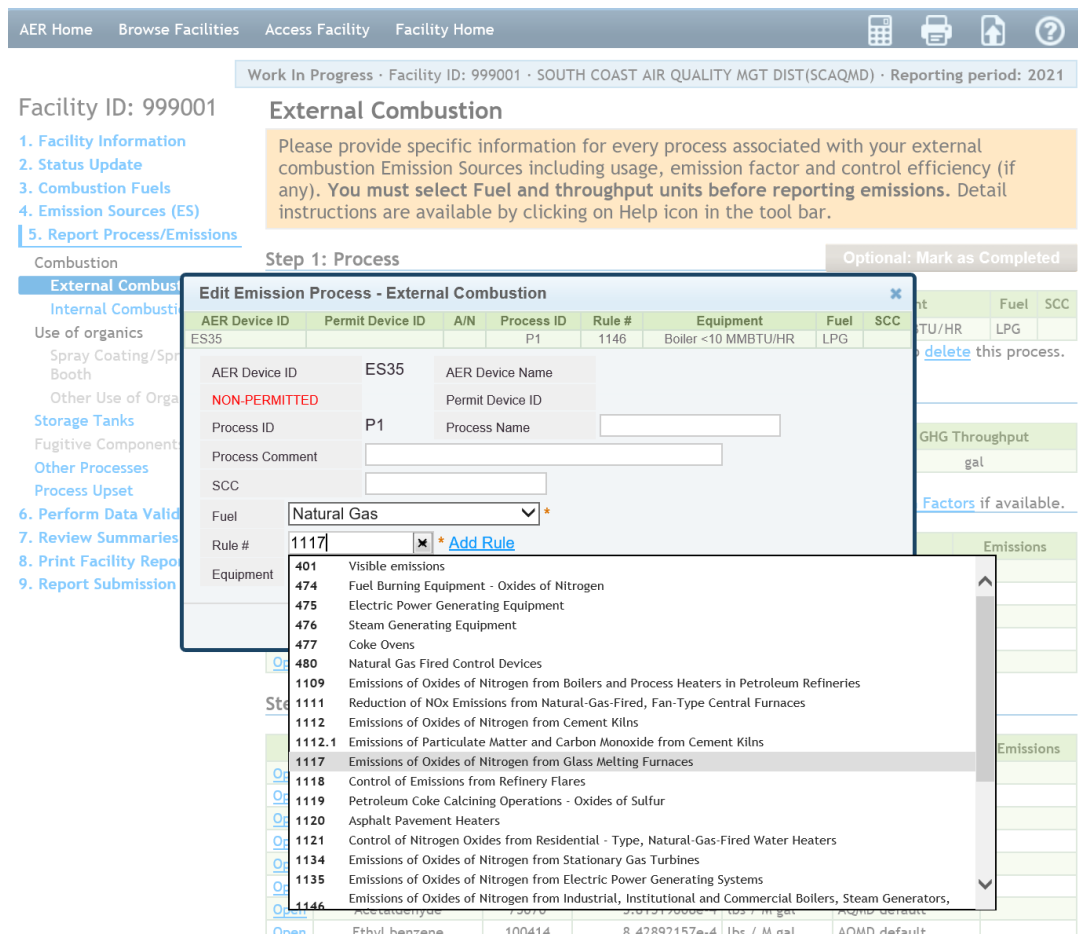 AER Home Browse Facilities Access Facility Facility Home
Work In Progress · Facility ID: 999001 · SOUTH COAST AIR QUALITY MGT DIST(SCAQMD) · Reporting period: 2021
Facility ID: 999001
External Combustion
1. Facility Information
2. Status Update
3. Combustion Fuels
4. Emission Sources (ES)
5. Report Process/Emissions
Please provide specific information for every process associated with your external
combustion Emission Sources including usage, emission factor and control efficiency (if
any). You must select Fuel and throughput units before reporting emissions. Detail
instructions are available by clicking on Help icon in the tool bar.
Combustion
External Combust
Internal Combusti
Use of organics
Spray Coating/Spr
Booth
Other Use of Orga
Storage Tanks
Fugitive Component
Other Processes
Process Upset
6. Perform Data Valid
7. Review Summaries
8. Print Facility Repo
9. Report Submission
Step 1: Process
Optional: Mark as Completed
nt Fuel SCC
BTU/HR LPG
delete this process.
GHG Throughput
gal
Factors if available.
Emissions
Edit Emission Process - External Combustion
AER Device ID Permit Device ID A/N Process ID Rule # Equipment Fuel SCC
ES35 P1 1146 Boiler <10 MMBTU/HR LPG
AER Device ID ES35 AER Device Name
NON-PERMITTED Permit Device ID
Process ID P1 Process Name
Process Comment
SCC
Fuel Natural Gas *
Rule # 1117 * Add Rule
Equipment
401 Visible emissions
474 Fuel Burning Equipment - Oxides of Nitrogen
475 Electric Power Generating Equipment
476 Steam Generating Equipment
477 Coke Ovens
480 Natural Gas Fired Control Devices
1109 Emissions of Oxides of Nitrogen from Boilers and Process Heaters in Petroleum Refineries
1111 Reduction of NOx Emissions from Natural-Gas-Fired, Fan-Type Central Furnaces
1112 Emissions of Oxides of Nitrogen from Cement Kilns
1112.1 Emissions of Particulate Matter and Carbon Monoxide from Cement Kilns
1117 Emissions of Oxides of Nitrogen from Glass Melting Furnaces
1118 Control of Emissions from Refinery Flares
1119 Petroleum Coke Calcining Operations - Oxides of Sulfur
1120 Asphalt Pavement Heaters
1121 Control of Nitrogen Oxides from Residential - Type, Natural-Gas-Fired Water Heaters
1134 Emissions of Oxides of Nitrogen from Stationary Gas Turbines
1135 Emissions of Oxides of Nitrogen from Electric Power Generating Systems
1146 Emissions of Oxides of Nitrogen from Industrial, Institutional and Commercial Boilers, Steam Generators,
Op
Ste
Emissions
Op
Op
Op
Op
Op
Op
Open Acetaldehyde
Open Ethyl benzene 100414 8.42892157e-4 lbs / M gal AQMD default